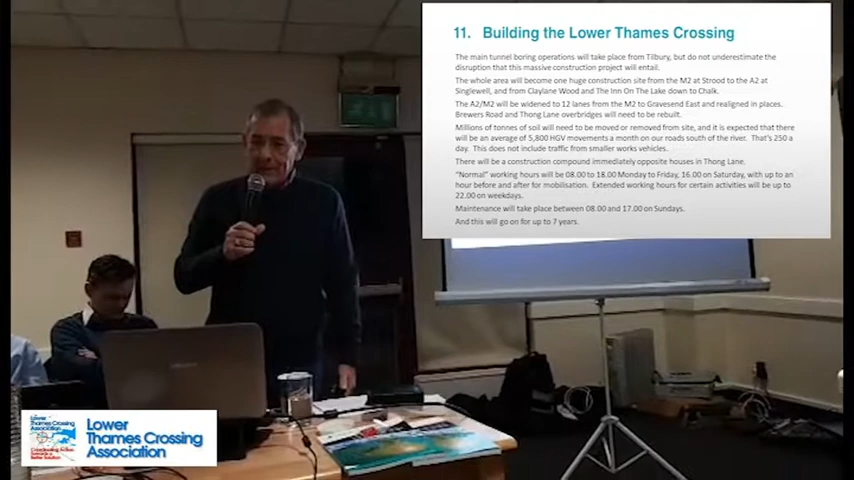 11. Building the Lower Thames Crossing
The main tunnel boring operations will take place from Tilbury, but do not underestimate the
disruption that this massive construction project will entail.
The whole area will become one huge construction site from the M2 at Strood to the A2 at
Singlewell, and from Claylane Wood and The Inn On The Lake down to Chalk.
The A2/M2 will be widened to 12 lanes from the M2 to Gravesend East and realigned in places.
Brewers Road and Thong Lane overbridges will need to be rebuilt.
Millions of tonnes of soil will need to be moved or removed from site, and it is expected that there
will be an average of 5,800 HGV movements a month on our roads south of the river. That's 250 a
day. This does not include traffic from smaller works vehicles.
There will be a construction compound immediately opposite houses in Thong Lane.
"Normal" working hours will be 08.00 to 18.00 Monday to Friday, 16.00 on Saturday, with up to an
hour before and after for mobilisation. Extended working hours for certain activities will be up to
22.00 on weekdays.
Maintenance will take place between 08.00 and 17.00 on Sundays.
And this will go on for up to 7 years.
Lower
Thames Crossing
Association
Lower
Thames Crossing
Association